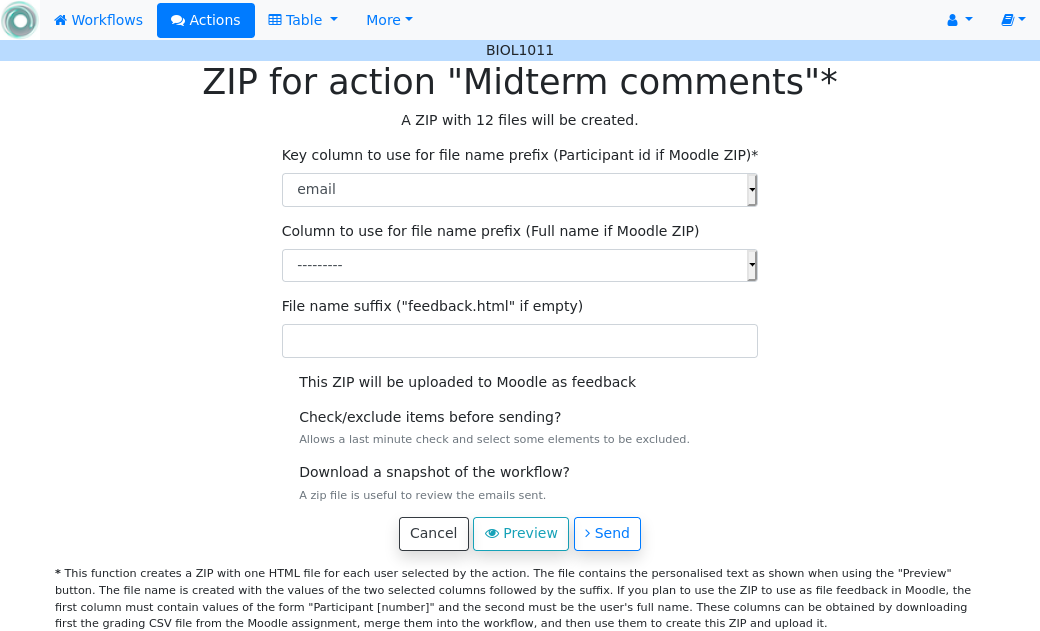 Workflows
Actions
Table
More
BIOL1011
ZIP for action "Midterm comments"*
A ZIP with 12 files will be created.
Key column to use for file name prefix (Participant id if Moodle ZIP)*
email
Column to use for file name prefix (Full name if Moodle ZIP)
---------
File name suffix ("feedback.html" if empty)
This ZIP will be uploaded to Moodle as feedback
Check/exclude items before sending?
Allows a last minute check and select some elements to be excluded.
Download a snapshot of the workflow?
A zip file is useful to review the emails sent.
Cancel
Preview
Send
* This function creates a ZIP with one HTML file for each user selected by the action. The file contains the personalised text as shown when using the "Preview"
button. The file name is created with the values of the two selected columns followed by the suffix. If you plan to use the ZIP to use as file feedback in Moodle, the
first column must contain values of the form "Participant [number]" and the second must be the user's full name. These columns can be obtained by downloading
first the grading CSV file from the Moodle assignment, merge them into the workflow, and then use them to create this ZIP and upload it.